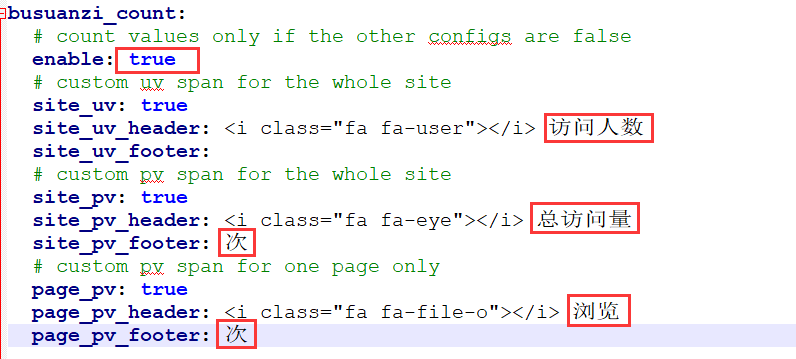 busuanzi_count:
# count values only if the other configs are false
enable: true
# custom uv span for the whole site
site_uv: true
site_uv_header: <i class="fa fa-user"></i> 访问人数
site_uv_footer:
# custom pv span for the whole site
site_pv: true
site_pv_header: <i class="fa fa-eye"></i> 总访问量
site_pv_footer: 次
# custom pv span for one page only
page_pv: true
page_pv_header: <i class="fa fa-file-o"></i> 浏览
page_pv_footer: 次